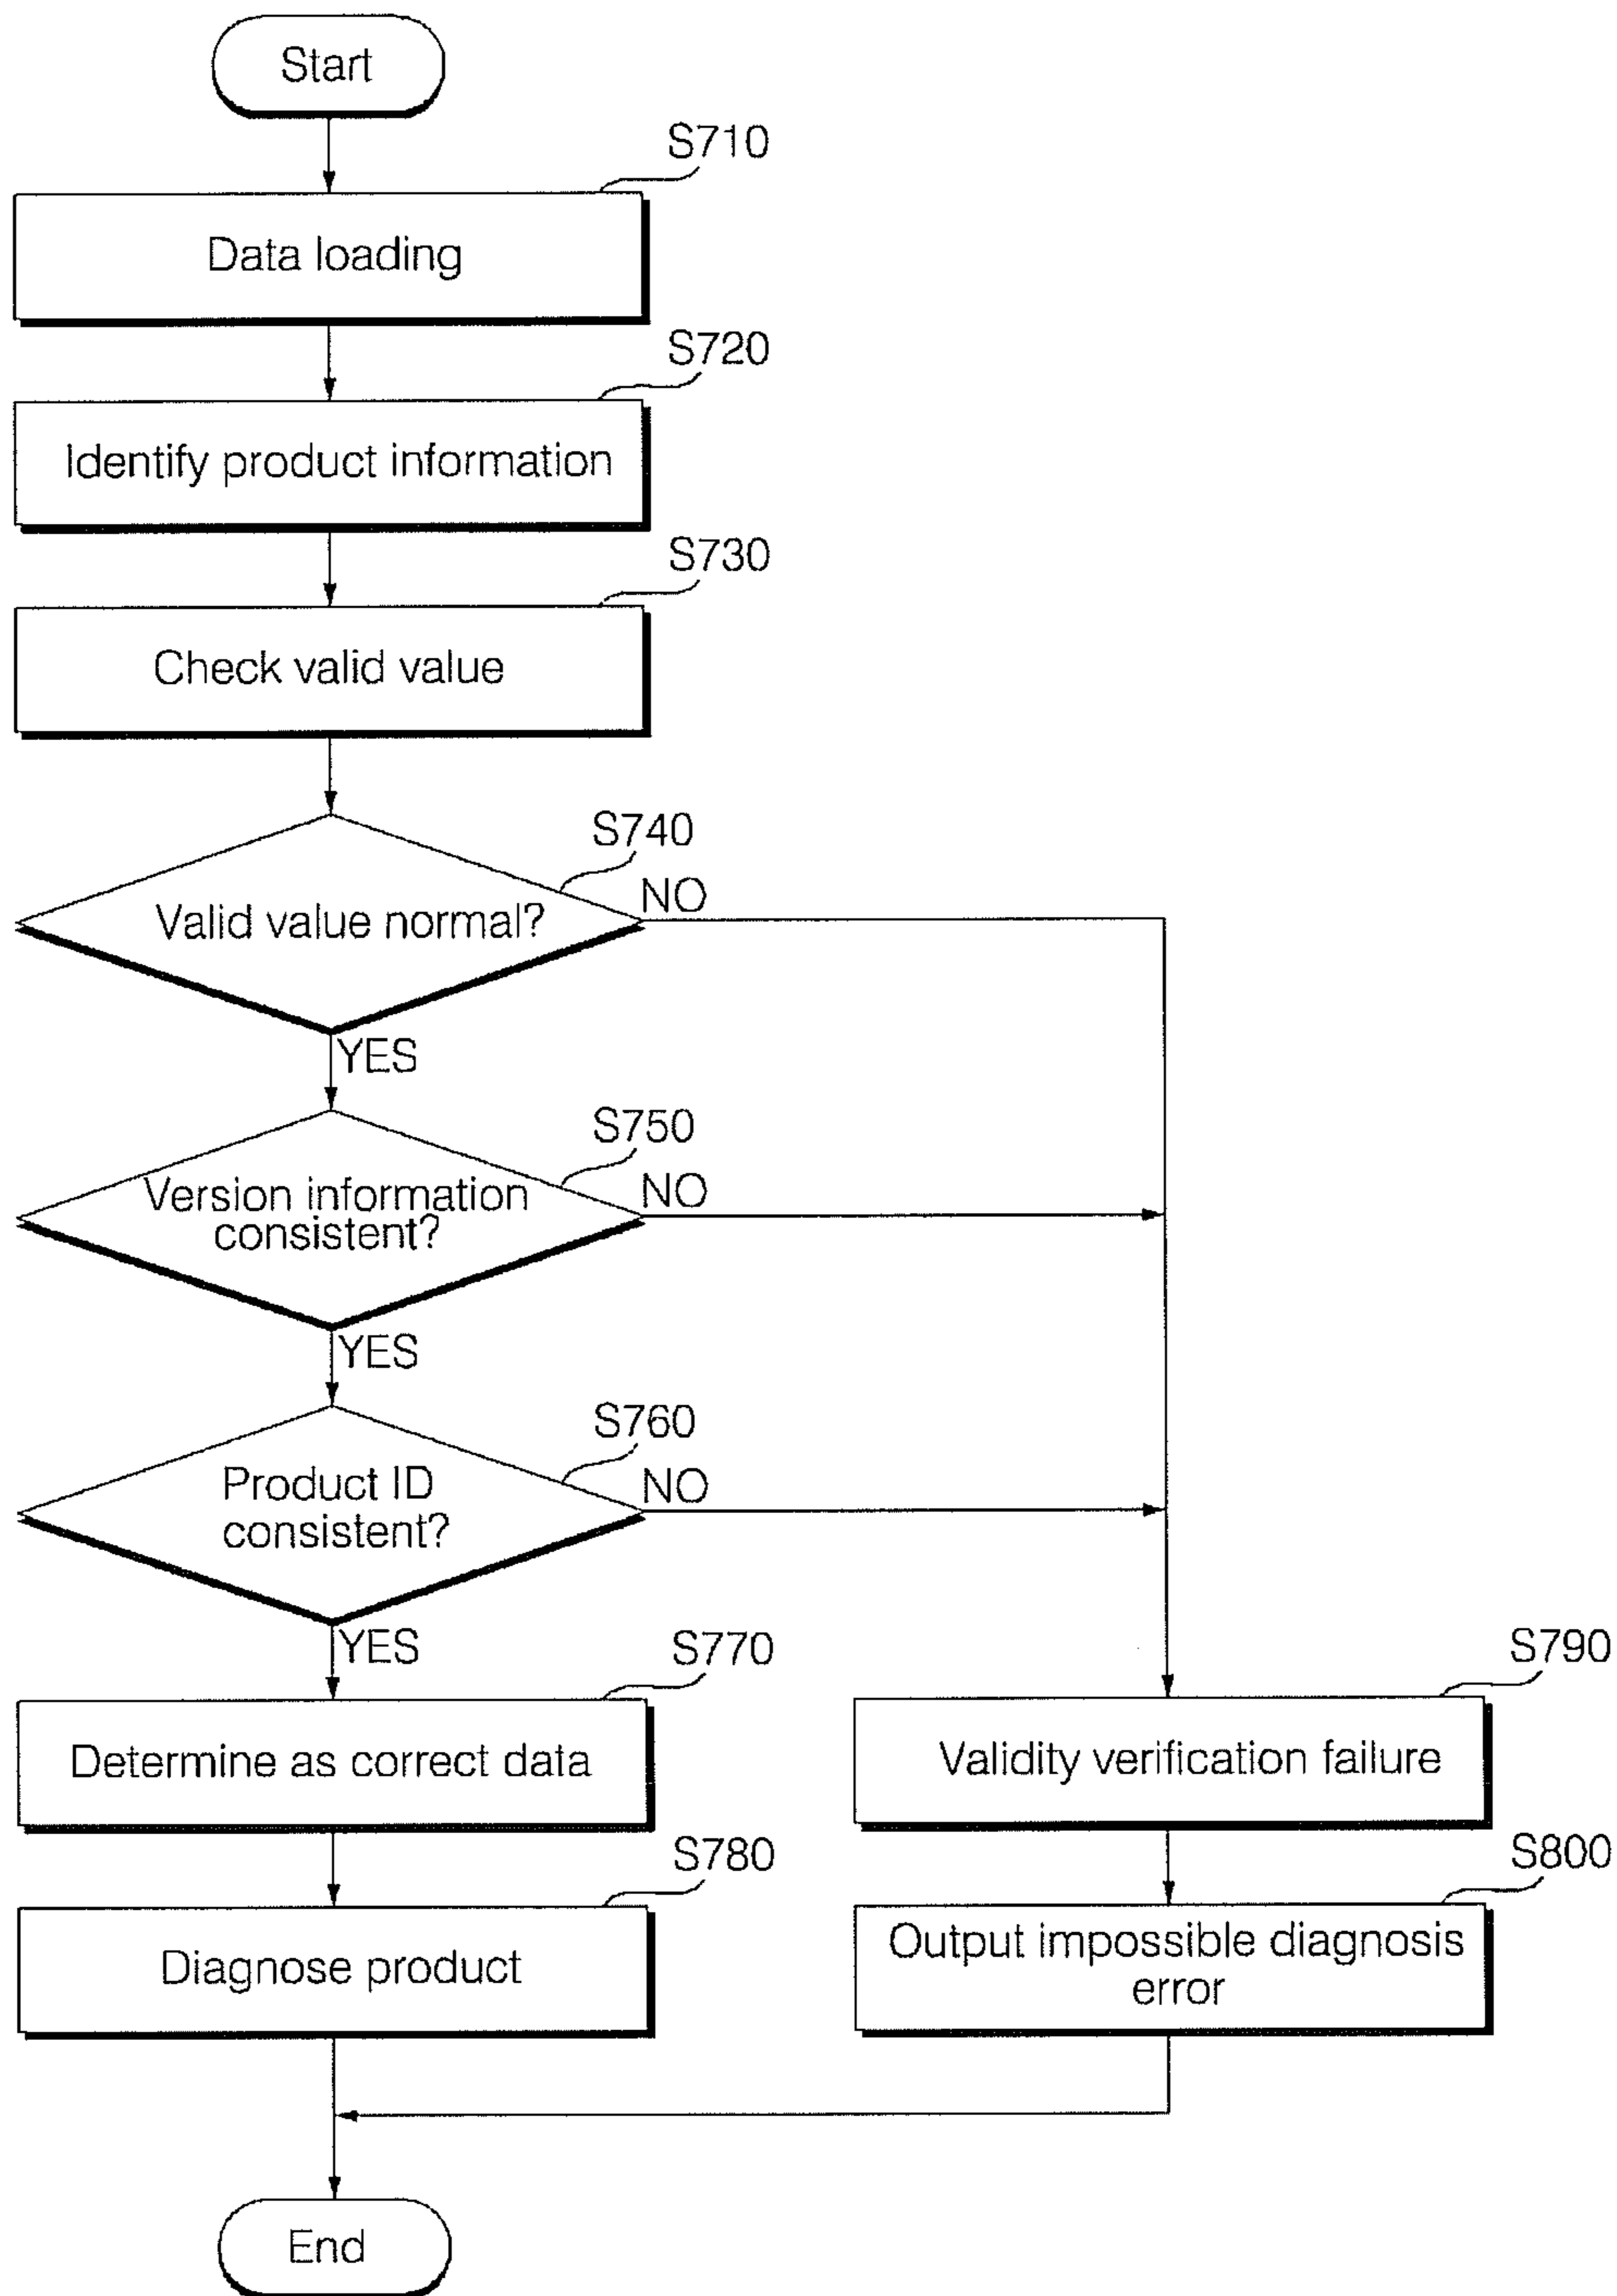 Start
S710
Data loading
S720
Identify product information
S730
Check valid value
S740
Valid value normal?
NO
YES
S750
Version information
consistent?
NO
YES
S760
Product ID
consistent?
NO
YES
S770
Determine as correct data
S790
Validity verification failure
S780
Diagnose product
S800
Output impossible diagnosis
error
End